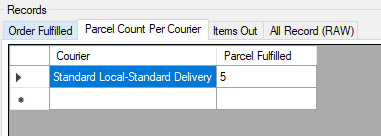 Records
Order Fulfilled Parcel Count Per Courier Items Out All Record (RAW)
Courier Parcel Fulfilled
Standard Local-Standard Delivery 5